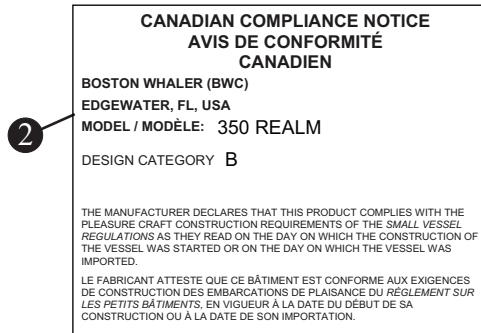 CANADIAN COMPLIANCE NOTICE
AVIS DE CONFORMITÉ
CANADIEN
BOSTON WHALER (BWC)
EDGEWATER, FL, USA
2
MODEL / MODÈLE: 350 REALM
DESIGN CATEGORY B
THE MANUFACTURER DECLARES THAT THIS PRODUCT COMPLIES WITH THE
PLEASURE CRAFT CONSTRUCTION REQUIREMENTS OF THE SMALL VESSEL
REGULATIONS AS THEY READ ON THE DAY ON WHICH THE CONSTRUCTION OF
THE VESSEL WAS STARTED OR ON THE DAY ON WHICH THE VESSEL WAS
IMPORTED.
LE FABRICANT ATTESTE QUE CE BÂTIMENT EST CONFORME AUX EXIGENCES
DE CONSTRUCTION DES EMBARCATIONS DE PLAISANCE DU RÉGLEMENT SUR
LES PETITS BÂTIMENTS, EN VIGUEUR À LA DATE DU DÉBUT DE SA
CONSTRUCTION OU À LA DATE DE SON IMPORTATION.